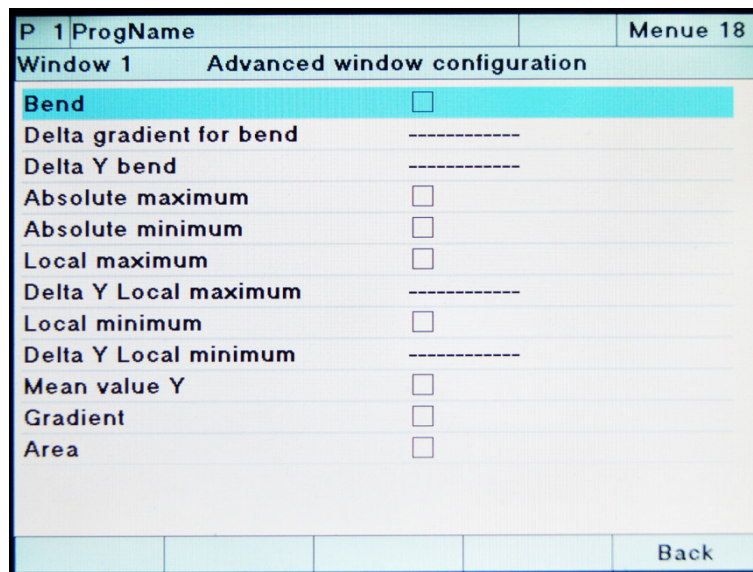 P 1 ProgName Menue 18
Window 1 Advanced window configuration
Bend
Delta gradient for bend ------------
Delta Y bend ------------
Absolute maximum
Absolute minimum
Local maximum
Delta Y Local maximum ------------
Local minimum
Delta Y Local minimum ------------
Mean value Y
Gradient
Area
Back